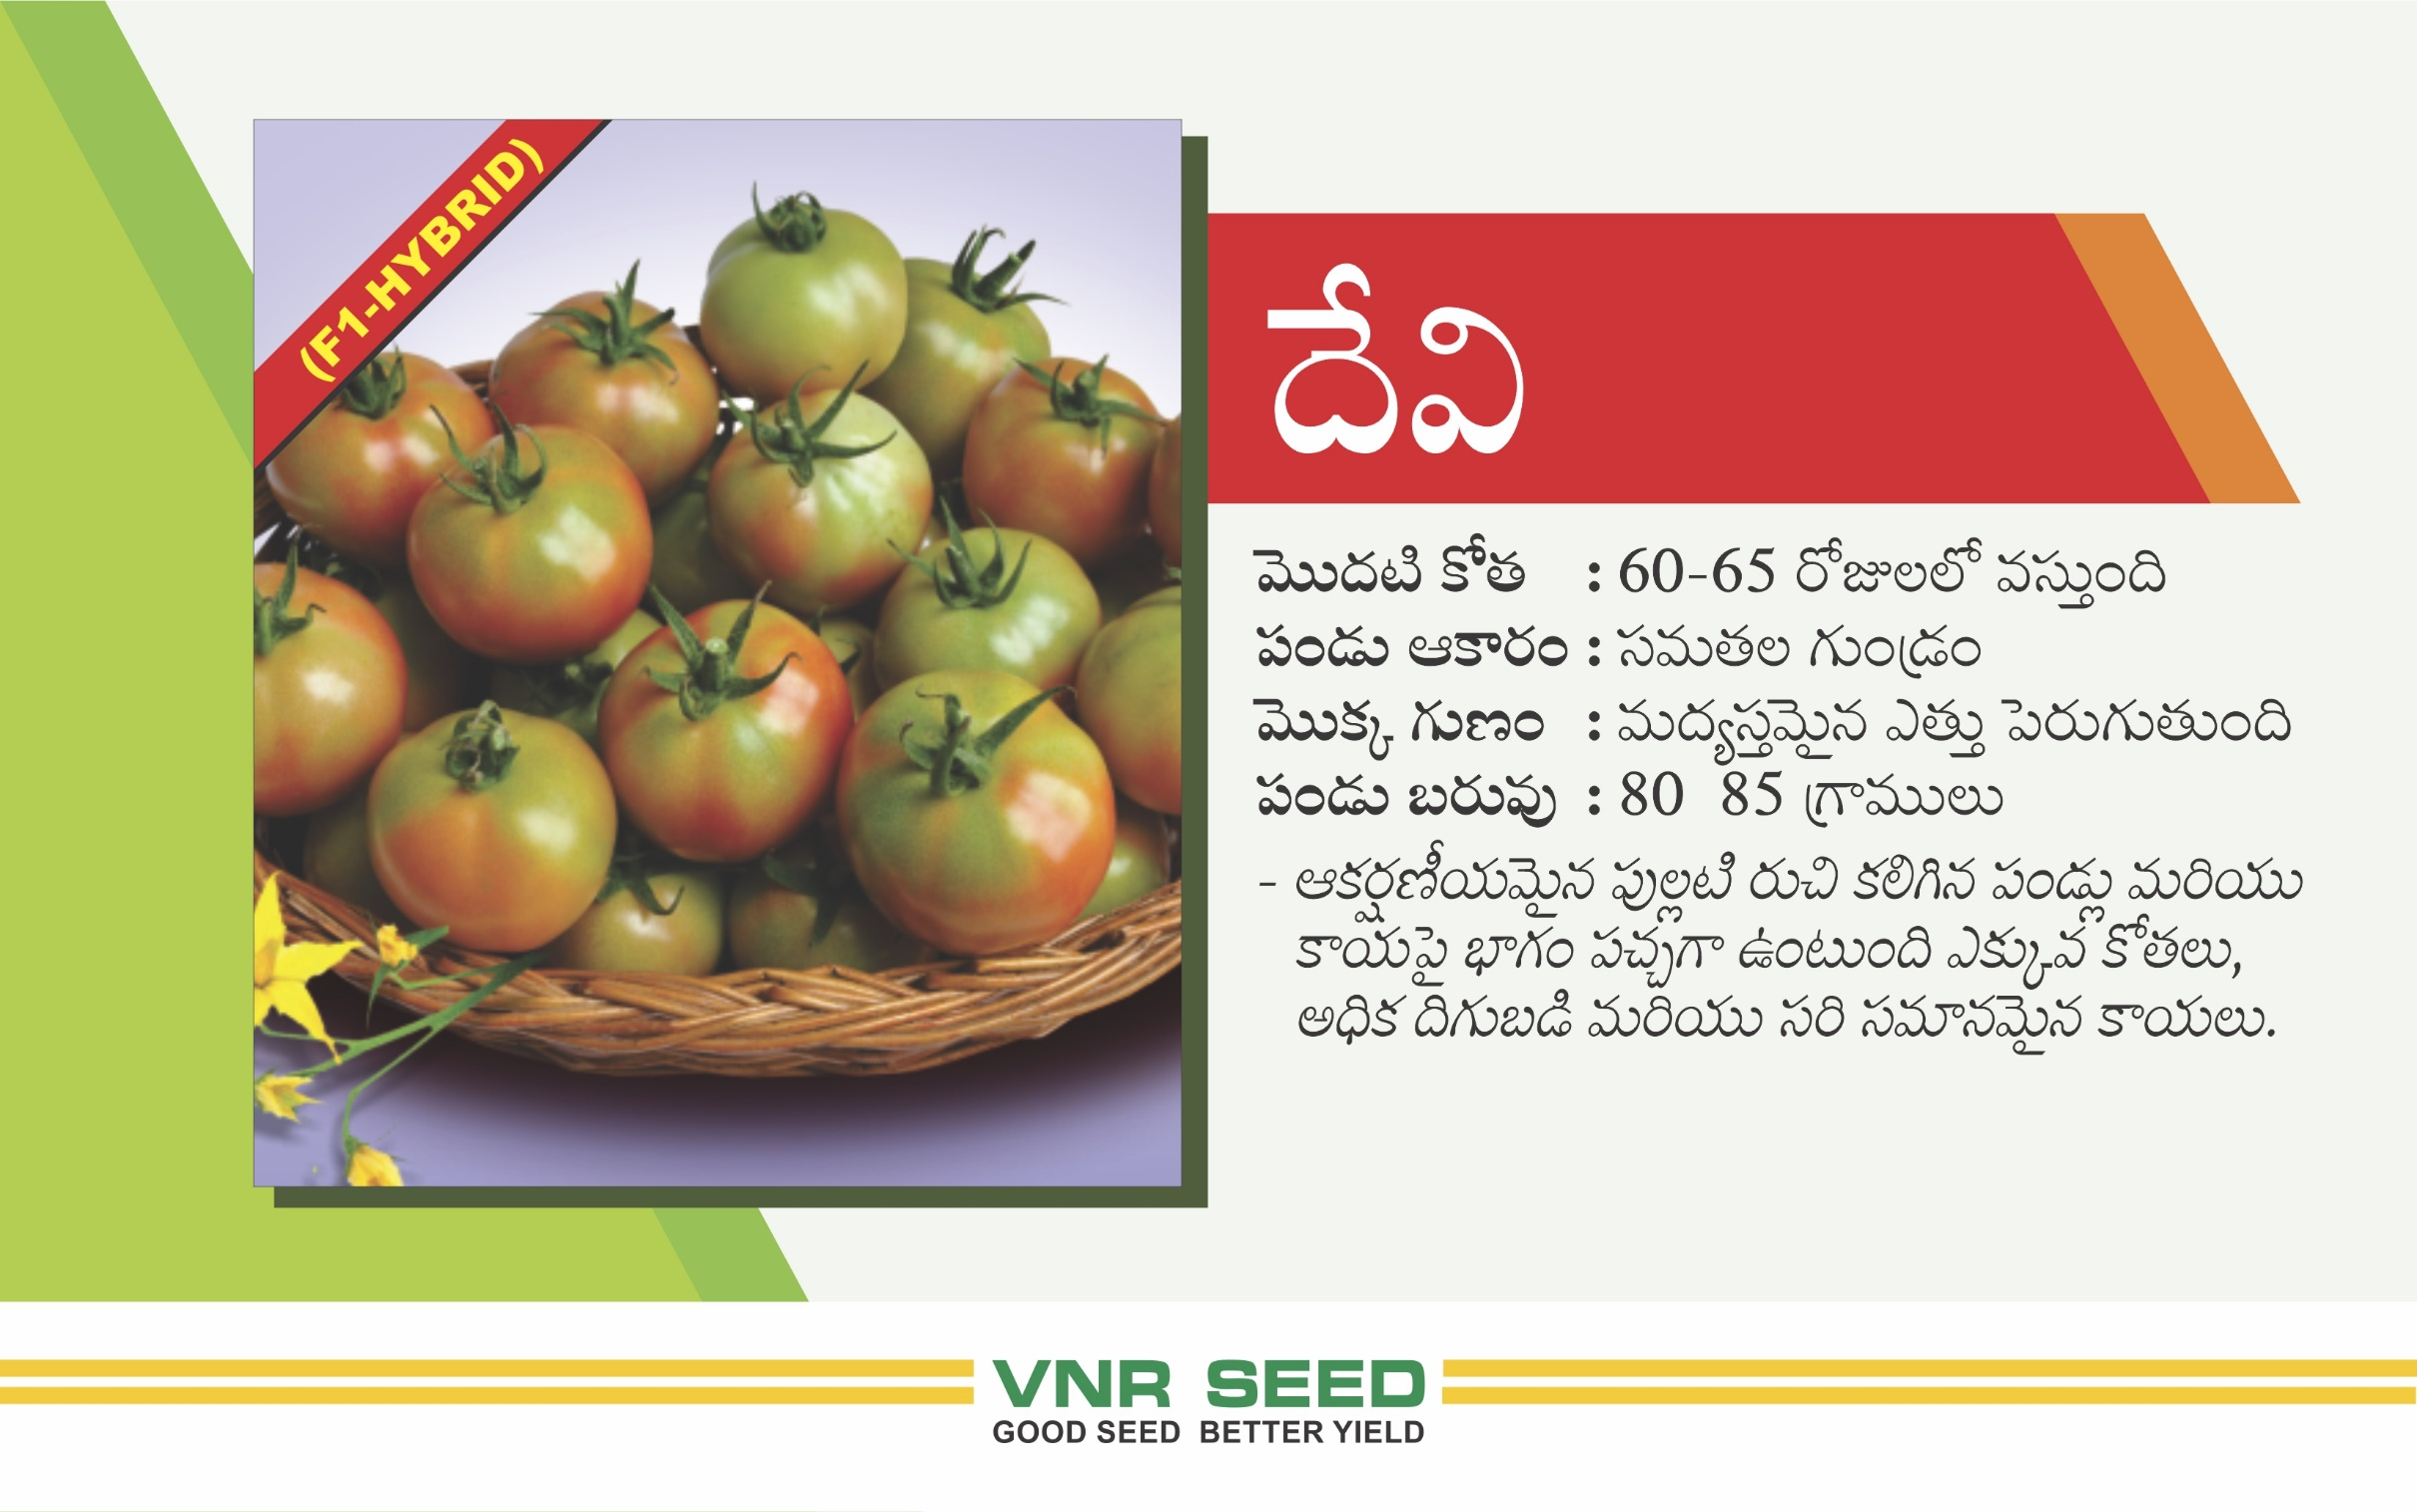 (F1-HYBRID))
దేవి
మొదటి కోత : 60-65 రోజులలో వస్తుంది
పండు ఆకారం : సమతల గుండ్రం
మొక్క గుణం : మద్యస్తమైన ఎత్తు పెరుగుతుంది
పండు బరువు : 80 85 గ్రాములు
- ఆకర్షణీయమైన పుల్లటి రుచి కలిగిన పండ్లు మరియు
కాయపై భాగం పచ్చగా ఉంటుంది ఎక్కువ కోతలు,
అధిక దిగుబడి మరియు సరి సమానమైన కాయలు.
VNR SEED
GOOD SEED BETTER YIELD